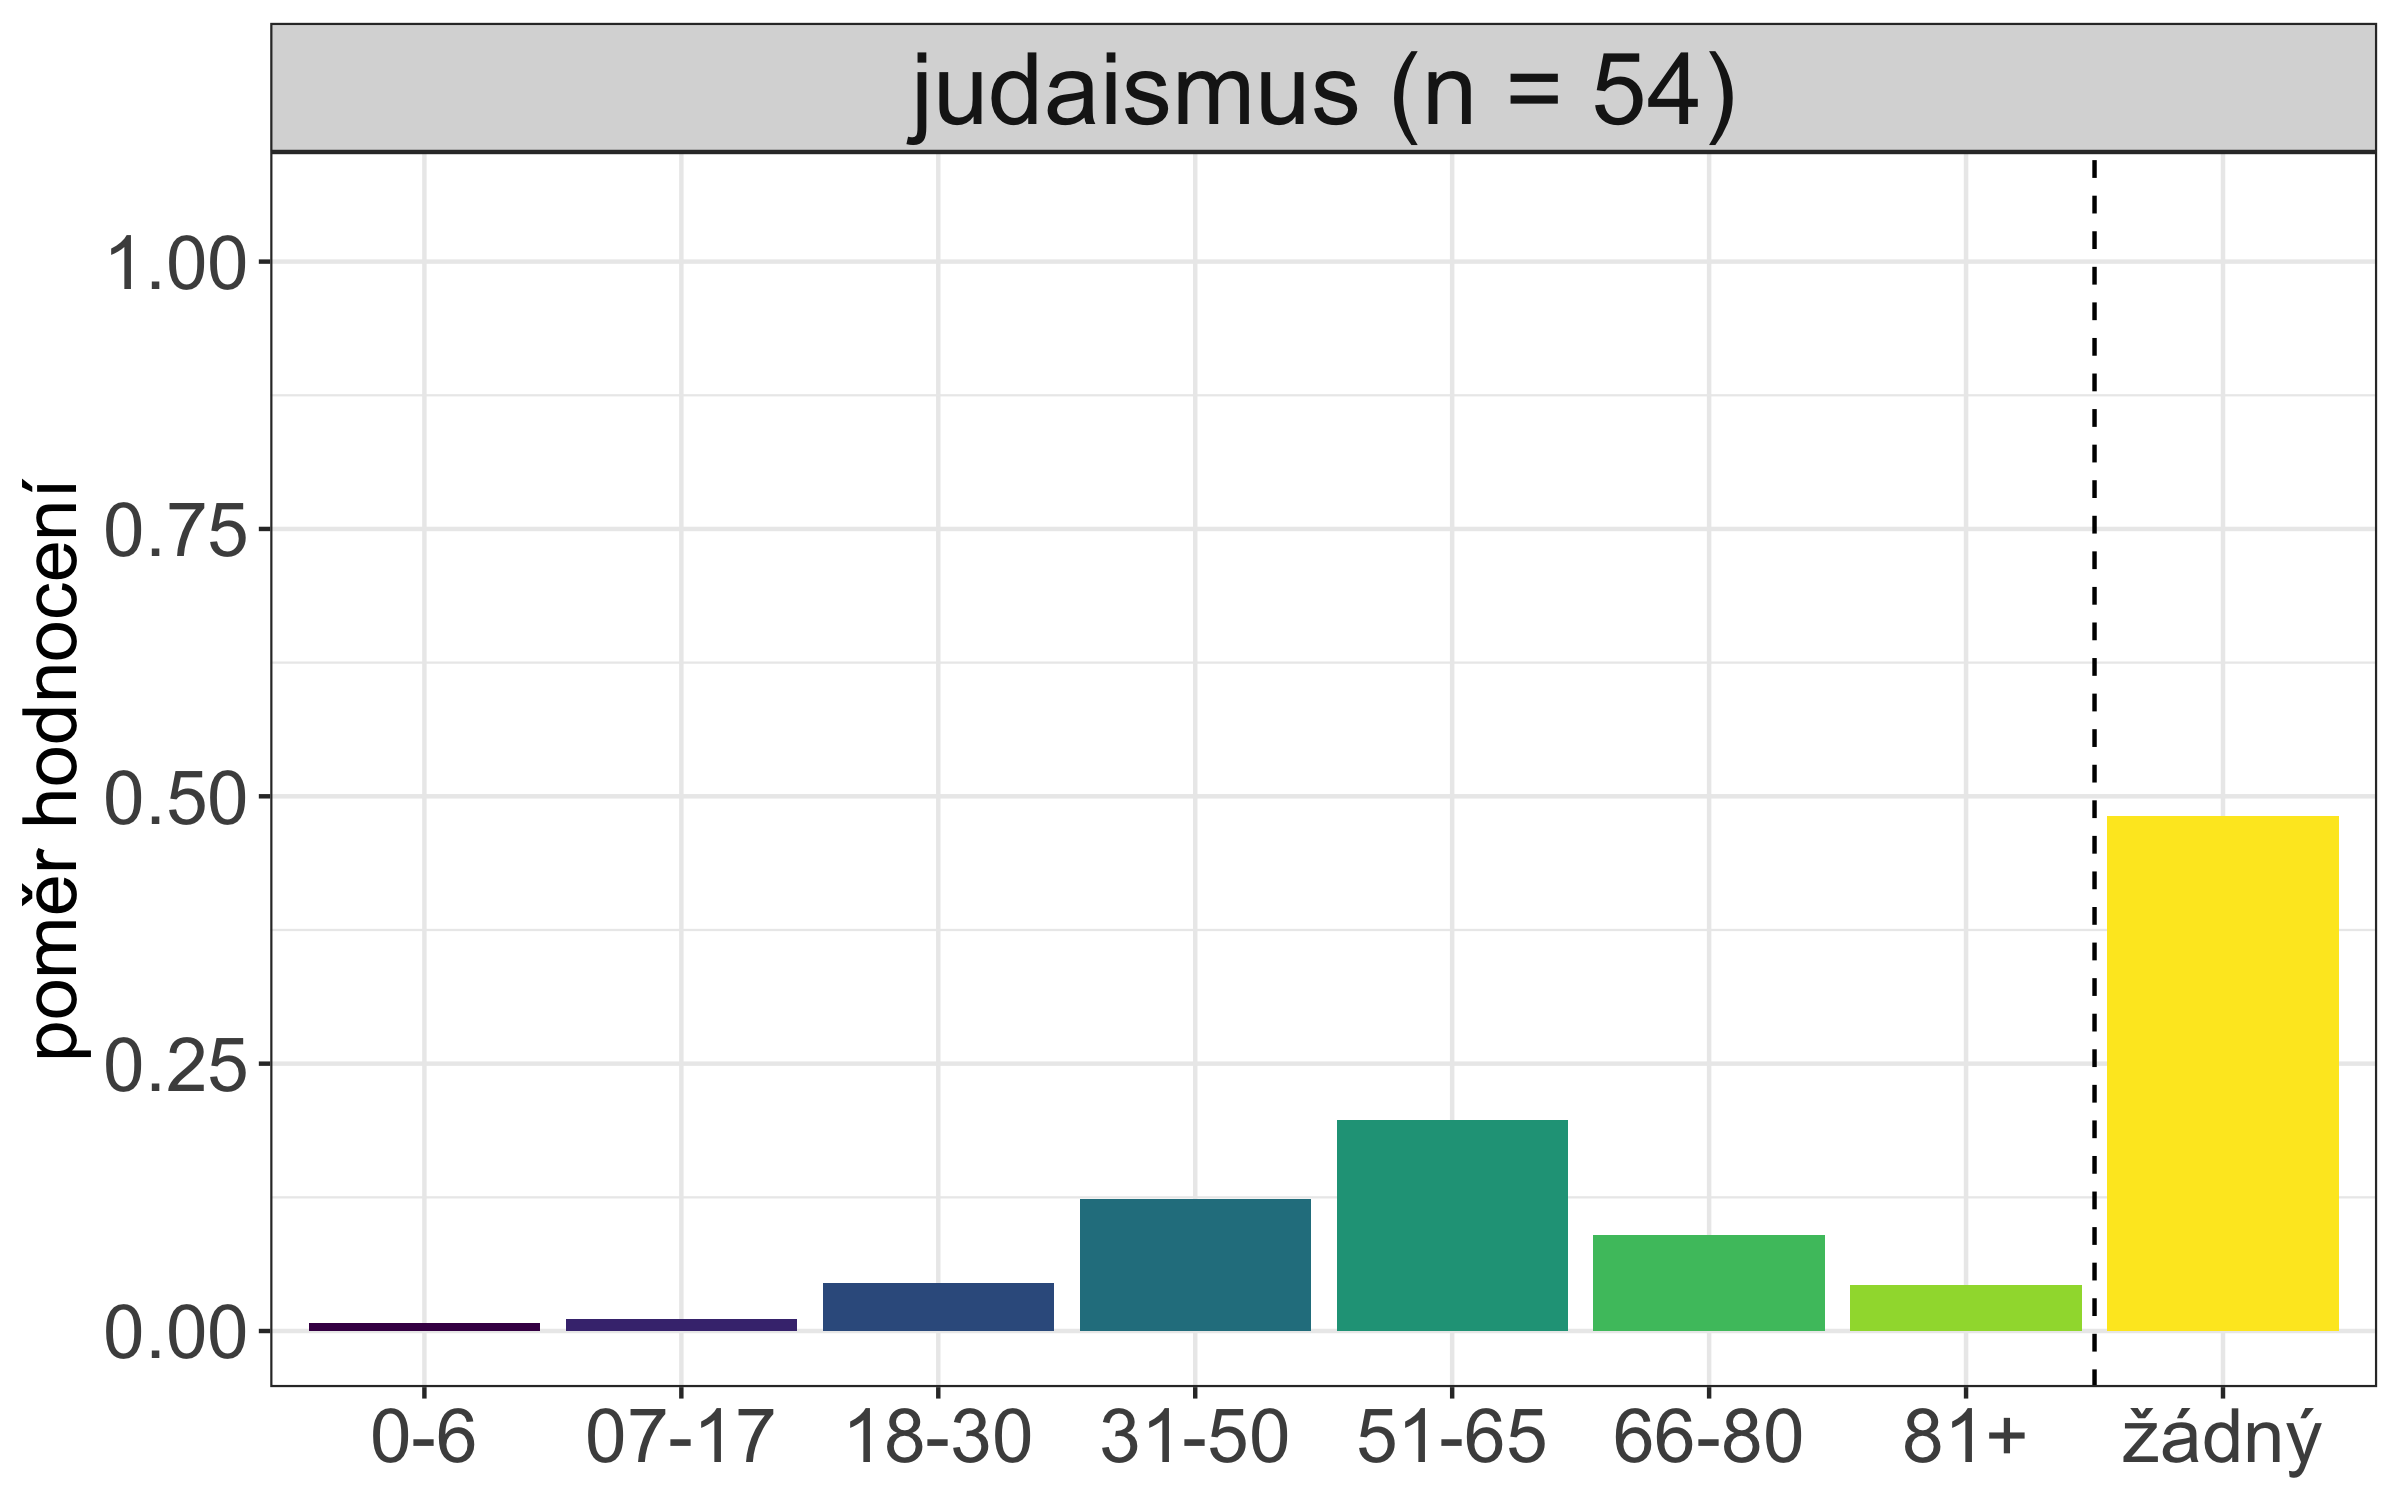 judaismus (n = 54)
poměr hodnocení
1.00
0.75
0.50
0.25
0.00
0-6 07-17 18-30 31-50 51-65 66-80 81+ žádný